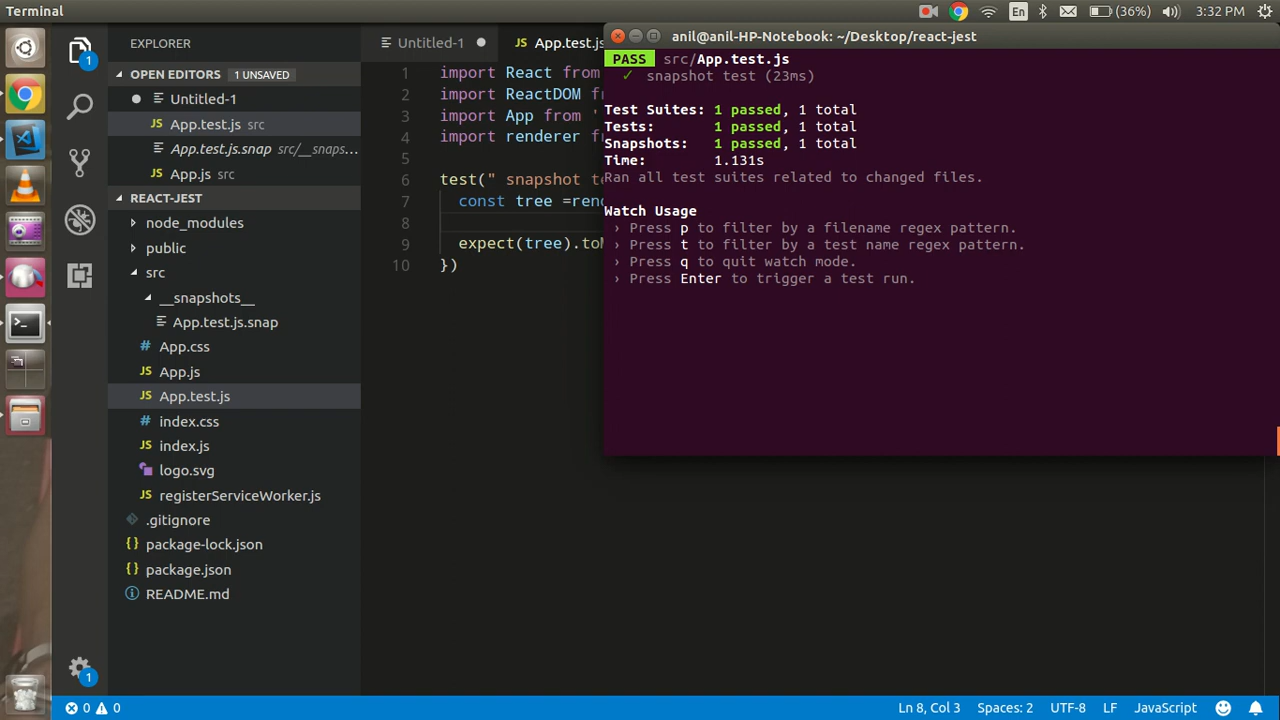 Terminal
En
(36%)
3:32 PM
EXPLORER
OPEN EDITORS 1 UNSAVED
Untitled-1
JS App.test.js src
App.test.js.snap src/__snaps...
JS App.js src
REACT-JEST
node_modules
public
src
__snapshots__
App.test.js.snap
# App.css
JS App.js
JS App.test.js
# index.css
JS index.js
logo.svg
JS registerServiceWorker.js
.gitignore
{ } package-lock.json
{ } package.json
README.md
1
1
Untitled-1
JS App.test.js
1 import React from
2 import ReactDOM
3 import App from '
4 import renderer
5
6 test(" snapshot
7 const tree =
8
9 expect(tree).
10 })
anil@anil-HP-Notebook: ~/Desktop/react-jest
PASS src/App.test.js
✓ snapshot test (23ms)
Test Suites: 1 passed, 1 total
Tests: 1 passed, 1 total
Snapshots: 1 passed, 1 total
Time: 1.131s
Ran all test suites related to changed files.
Watch Usage
› Press p to filter by a filename regex pattern.
› Press t to filter by a test name regex pattern.
› Press q to quit watch mode.
› Press Enter to trigger a test run.
0 0
Ln 8, Col 3
Spaces: 2
UTF-8
LF
JavaScript